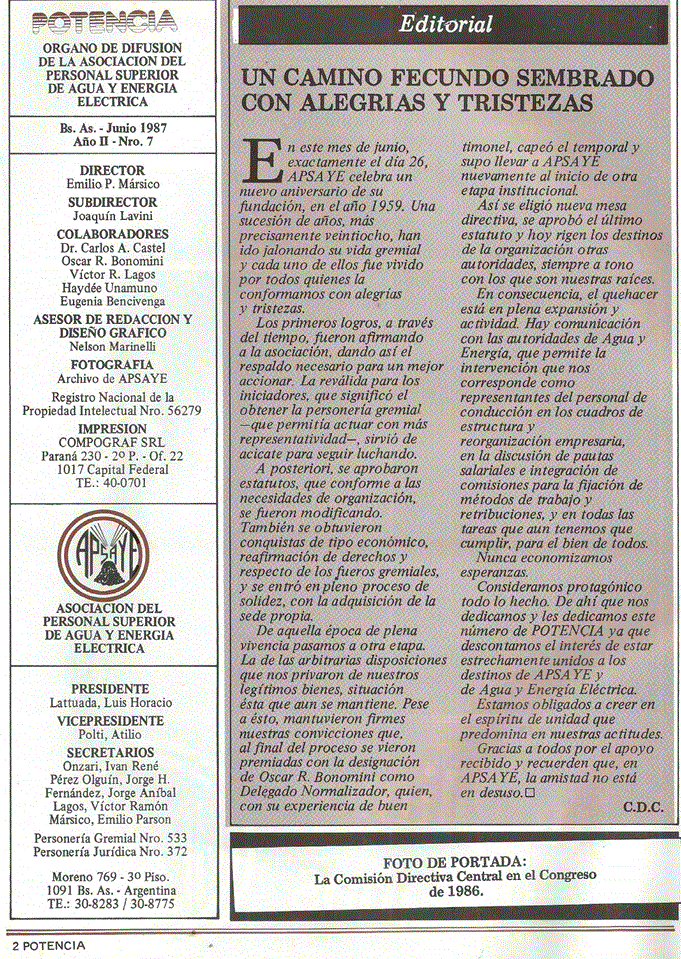 POTENCIA
ORGANO DE DIFUSION
DE LA ASOCIACION DEL
PERSONAL SUPERIOR
DE AGUA Y ENERGIA
ELECTRICA
Bs. As. - Junio 1987
Año II - Nro. 7
DIRECTOR
Emilio P. Mársico
SUBDIRECTOR
Joaquín Lavini
COLABORADORES
Dr. Carlos A. Castel
Oscar R. Bonomini
Víctor R. Lagos
Haydée Unamuno
Eugenia Bencivenga
ASESOR DE REDACCION Y
DISEÑO GRAFICO
Nelson Marinelli
FOTOGRAFIA
Archivo de APSAYE
Registro Nacional de la
Propiedad Intelectual Nro. 56279
IMPRESION
COMPOGRAF SRL
Paraná 230 - 2º P. - Of. 22
1017 Capital Federal
TE.: 40-0701
APSAYE
ASOCIACION DEL
PERSONAL SUPERIOR
DE AGUA Y ENERGIA
ELECTRICA
PRESIDENTE
Lattuada, Luis Horacio
VICEPRESIDENTE
Polti, Atilio
SECRETARIOS
Onzari, Ivan René
Pérez Olguín, Jorge H.
Fernández, Jorge Aníbal
Lagos, Víctor Ramón
Mársico, Emilio Parson
Personería Gremial Nro. 533
Personería Jurídica Nro. 372
Moreno 769 - 3º Piso.
1091 Bs. As. - Argentina
TE.: 30-8283 / 30-8775
Editorial
UN CAMINO FECUNDO SEMBRADO
CON ALEGRIAS Y TRISTEZAS
En este mes de junio,
exactamente el día 26,
APSAYE celebra un
nuevo aniversario de su
fundación, en el año 1959. Una
sucesión de años, más
precisamente veintiocho, han
ido jalonando su vida gremial
y cada uno de ellos fue vivido
por todos quienes la
conformamos con alegrías
y tristezas.
Los primeros logros, a través
del tiempo, fueron afirmando
a la asociación, dando así el
respaldo necesario para un mejor
accionar. La reválida para los
iniciadores, que significó el
obtener la personería gremial
—que permitía actuar con más
representatividad—, sirvió de
acicate para seguir luchando.
A posteriori, se aprobaron
estatutos, que conforme a las
necesidades de organización,
se fueron modificando.
También se obtuvieron
conquistas de tipo económico,
reafirmación de derechos y
respecto de los fueros gremiales,
y se entró en pleno proceso de
solidez, con la adquisición de la
sede propia.
De aquella época de plena
vivencia pasamos a otra etapa.
La de las arbitrarias disposiciones
que nos privaron de nuestros
legítimos bienes, situación
ésta que aun se mantiene. Pese
a ésto, mantuvieron firmes
nuestras convicciones que,
al final del proceso se vieron
premiadas con la designación
de Oscar R. Bonomini como
Delegado Normalizador, quien,
con su experiencia de buen
timonel, capeó el temporal y
supo llevar a APSAYE
nuevamente al inicio de otra
etapa institucional.
Así se eligió nueva mesa
directiva, se aprobó el último
estatuto y hoy rigen los destinos
de la organización otras
autoridades, siempre a tono
con los que son nuestras raíces.
En consecuencia, el quehacer
está en plena expansión y
actividad. Hay comunicación
con las autoridades de Agua y
Energía, que permite la
intervención que nos
corresponde como
representantes del personal de
conducción en los cuadros de
estructura y
reorganización empresaria,
en la discusión de pautas
salariales e integración de
comisiones para la fijación de
métodos de trabajo y
retribuciones, y en todas las
tareas que aun tenemos que
cumplir, para el bien de todos.
Nunca economizamos
esperanzas.
Consideramos protagónico
todo lo hecho. De ahí que nos
dedicamos y les dedicamos este
número de POTENCIA ya que
descontamos el interés de estar
estrechamente unidos a los
destinos de APSAYE y
de Agua y Energía Eléctrica.
Estamos obligados a creer en
el espíritu de unidad que
predomina en nuestras actitudes.
Gracias a todos por el apoyo
recibido y recuerden que, en
APSAYE, la amistad no está
en desuso.□
C.D.C.
FOTO DE PORTADA:
La Comisión Directiva Central en el Congreso
de 1986.
2 POTENCIA